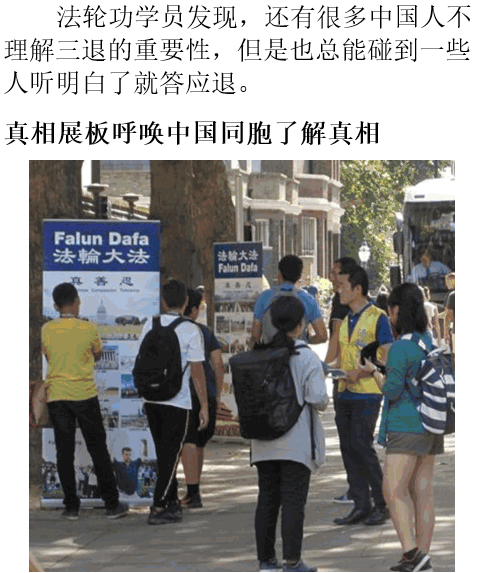 法轮功学员发现，还有很多中国人不
理解三退的重要性，但是也总能碰到一些
人听明白了就答应退。
真相展板呼唤中国同胞了解真相
Falun Dafa
法輪大法
真 善 忍
法輪大法
Falun Dafa
真 善 忍